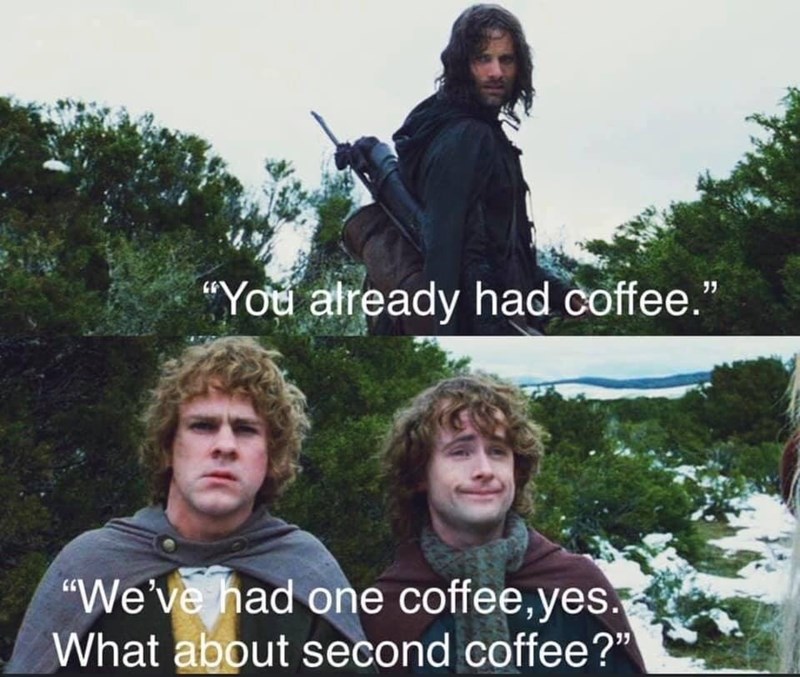 “You already had coffee.”
“We’ve had one coffee,yes.
What about second coffee?”